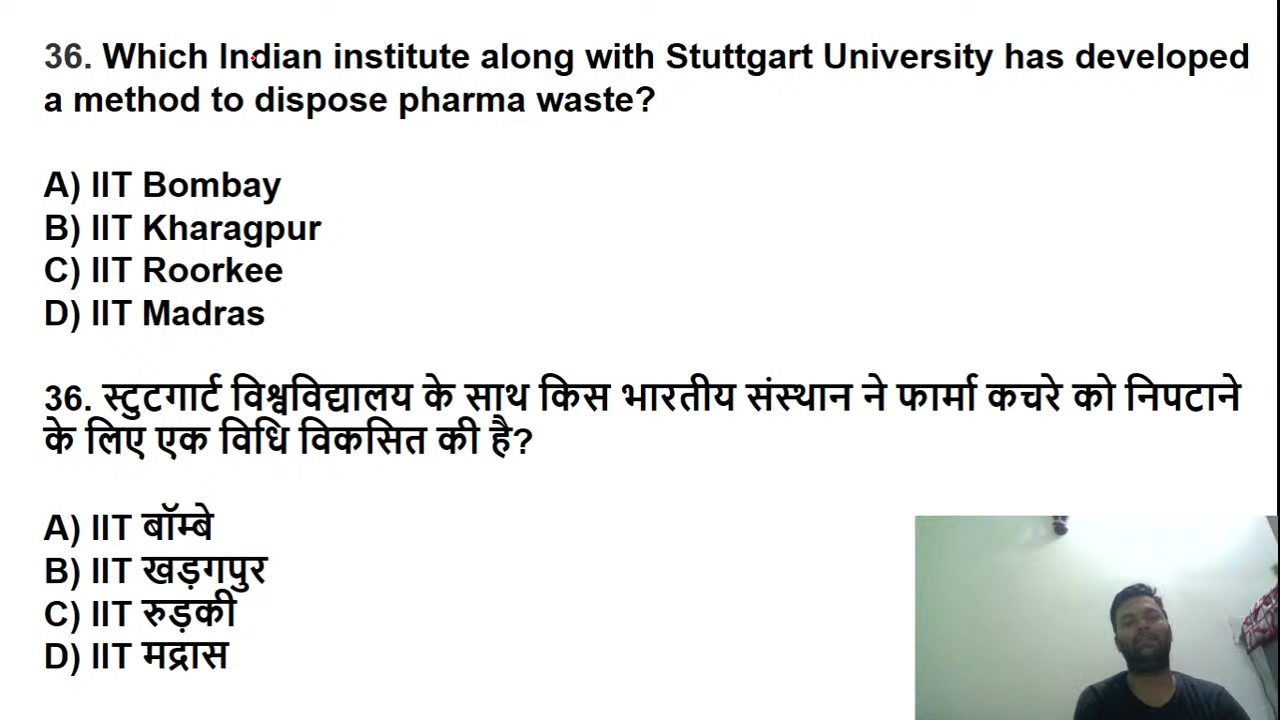 36. Which Indian institute along with Stuttgart University has developed
a method to dispose pharma waste?
A) IIT Bombay
B) IIT Kharagpur
C) IIT Roorkee
D) IIT Madras
36. स्टुटगार्ट विश्वविद्यालय के साथ किस भारतीय संस्थान ने फार्मा कचरे को निपटाने
के लिए एक विधि विकसित की है?
A) IIT बॉम्बे
B) IIT खड़गपुर
C) IIT रुड़की
D) IIT मद्रास